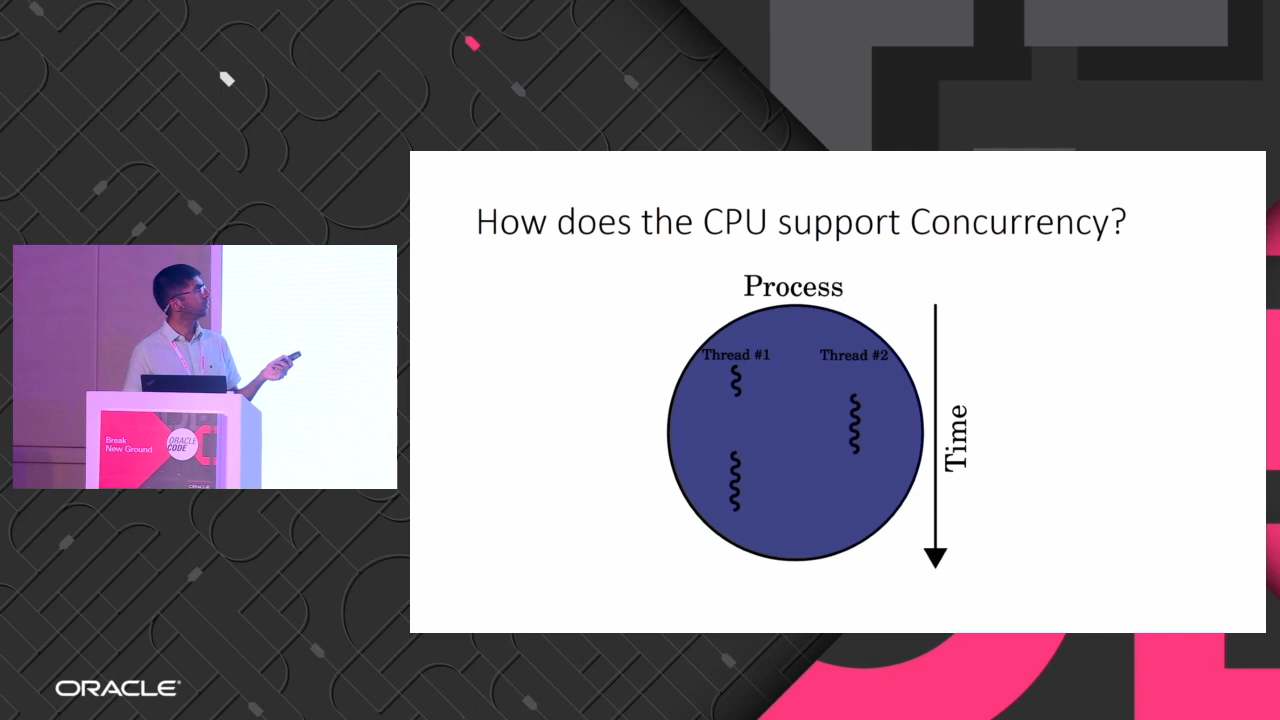 How does the CPU support Concurrency?
Process
Thread #1
Thread #2
Time
Break
New Ground
ORACLE
CODE
ORACLE